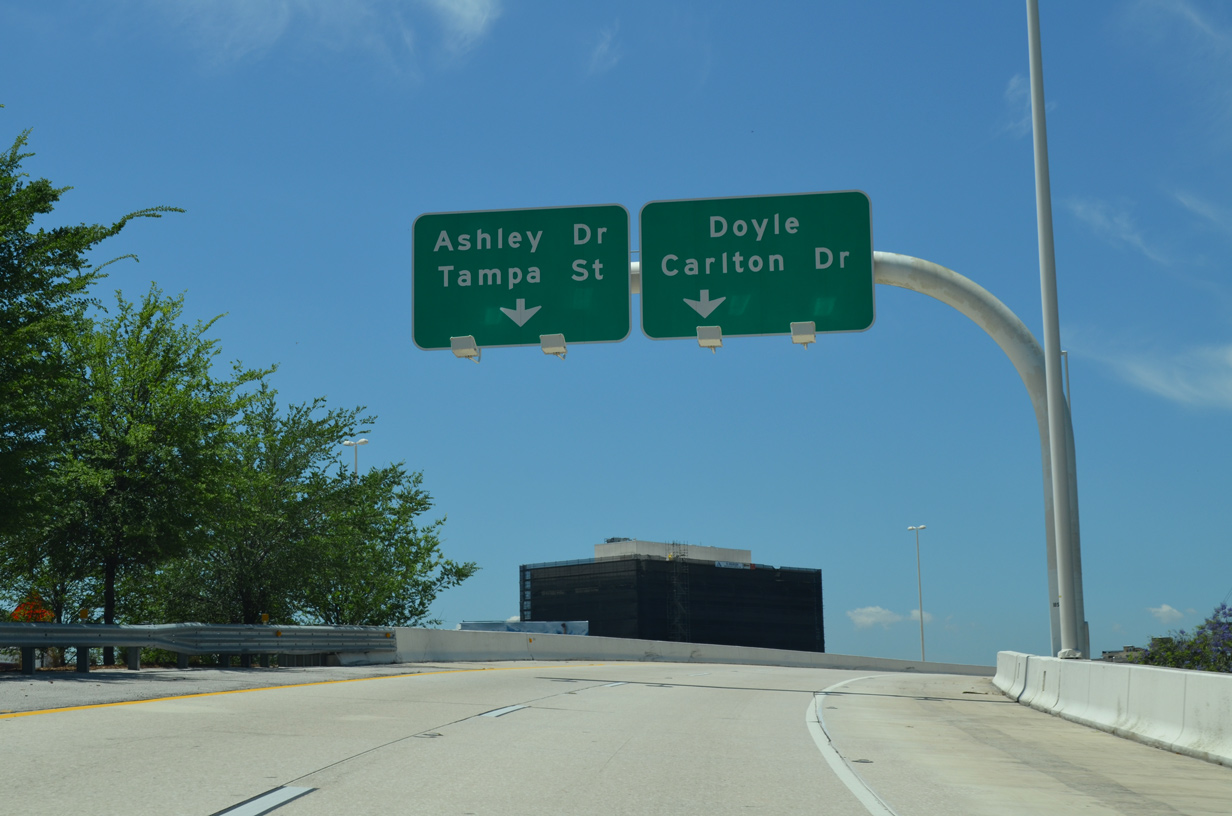 Ashley Dr
Tampa St
Doyle
Carlton Dr